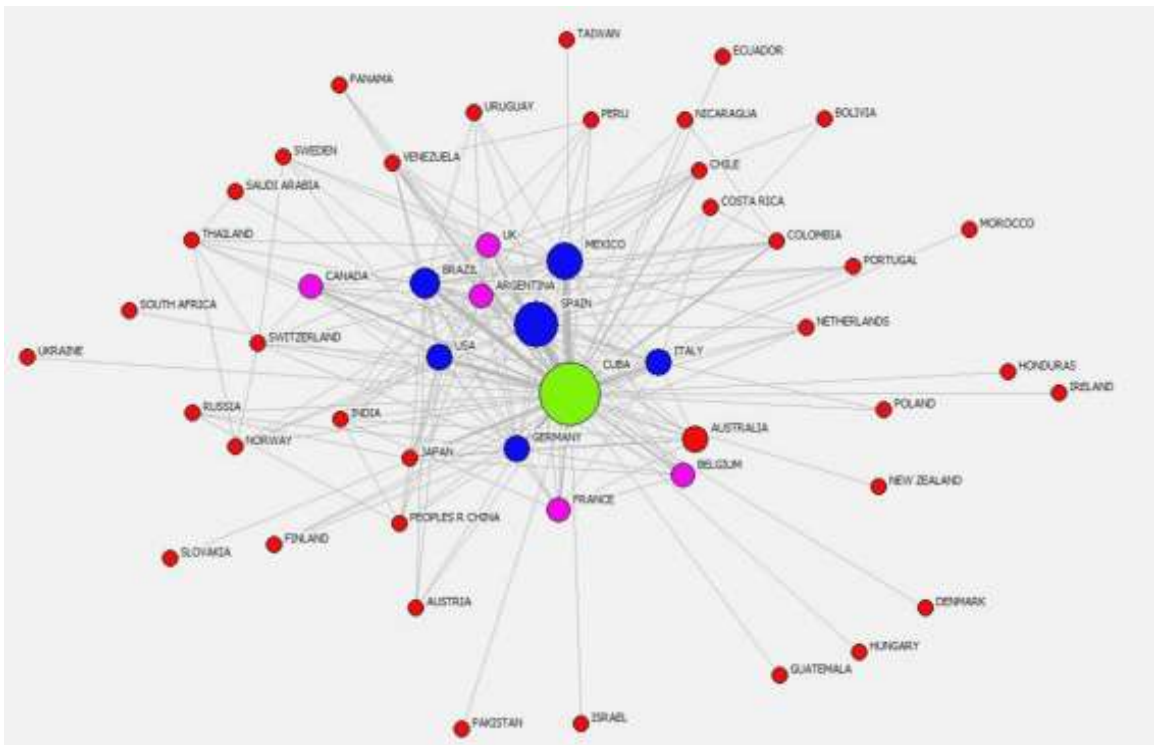 TAIWAN
ECUADOR
PANAMA
URUGUAY
PERU
NICARAGUA
BOLIVIA
SWEDEN
VENEZUELA
CHILE
SAUDI ARABIA
COSTA RICA
MOROCCO
THAILAND
UK
MEXICO
COLOMBIA
PORTUGAL
CANADA
BRAZIL
ARGENTINA
SOUTH AFRICA
SPAIN
NETHERLANDS
SWITZERLAND
USA
ITALY
UKRAINE
CUBA
HONDURAS
IRELAND
RUSSIA
INDIA
POLAND
NORWAY
JAPAN
GERMANY
AUSTRALIA
BELGIUM
NEW ZEALAND
FRANCE
PEOPLES R CHINA
FINLAND
SLOVAKIA
AUSTRIA
DENMARK
HUNGARY
GUATEMALA
PAKISTAN
ISRAEL